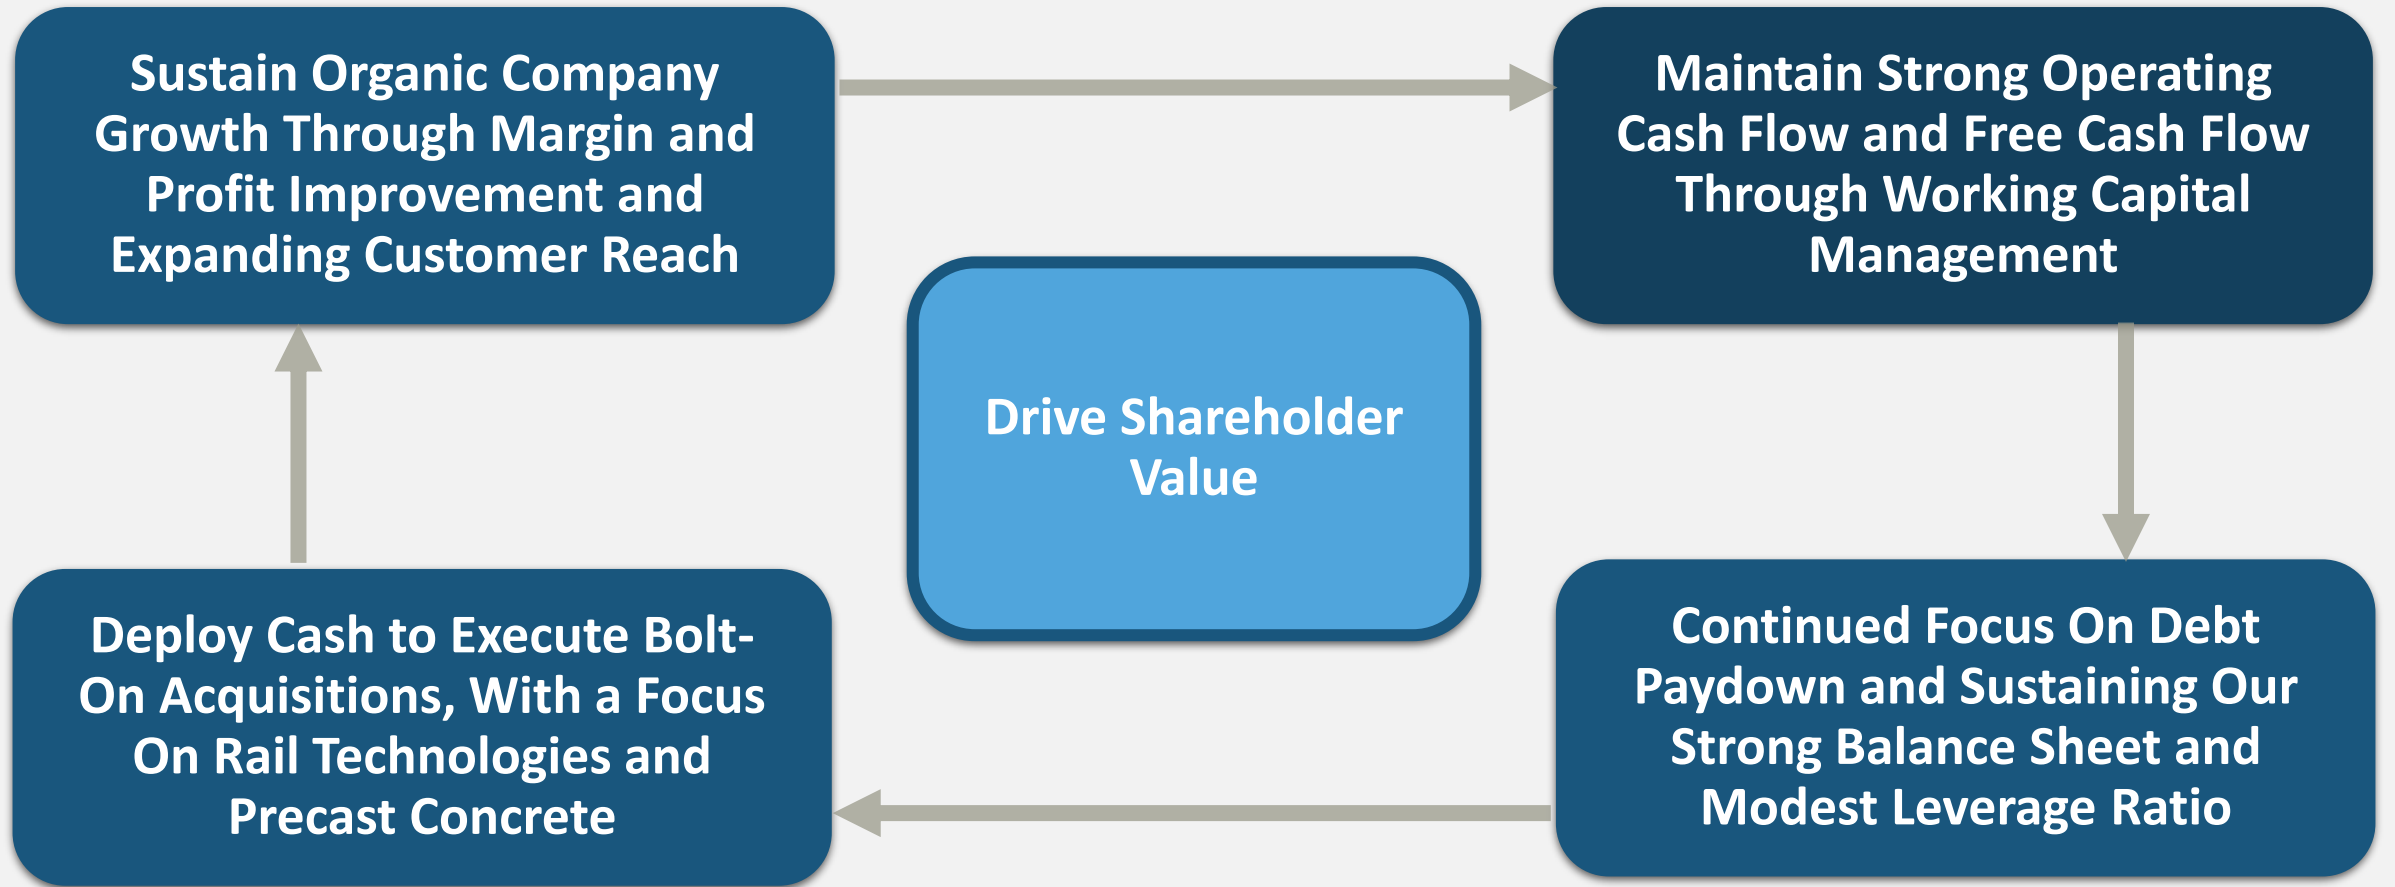 Sustain Organic Company
Growth Through Margin and
Profit Improvement and
Expanding Customer Reach
Maintain Strong Operating
Cash Flow and Free Cash Flow
Through Working Capital
Management
Drive Shareholder
Value
Deploy Cash to Execute Bolt-
On Acquisitions, With a Focus
On Rail Technologies and
Precast Concrete
Continued Focus On Debt
Paydown and Sustaining Our
Strong Balance Sheet and
Modest Leverage Ratio